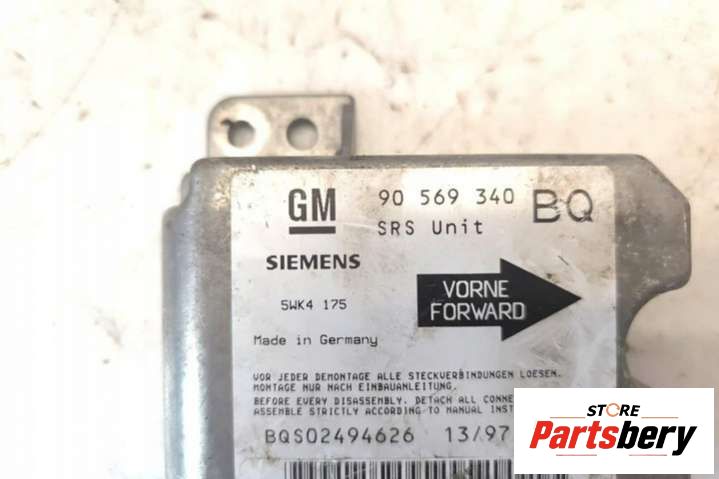 GM
90 569 340 BQ
SRS Unit
SIEMENS
5WK4 175
VORNE
FORWARD
Made in Germany
VOR JEDER DEMONTAGE ALLE STECKVERBINDUNGEN LOESEN.
MONTAGE NUR NACH EINBAUANLEITUNG.
BEFORE EVERY DISASSEMBLY. DETACH ALL CONNE
ASSEMBLE STRICTLY ACCORDING TO MANUAL INST
BQS02494626 13/97
STORE
Partsbery